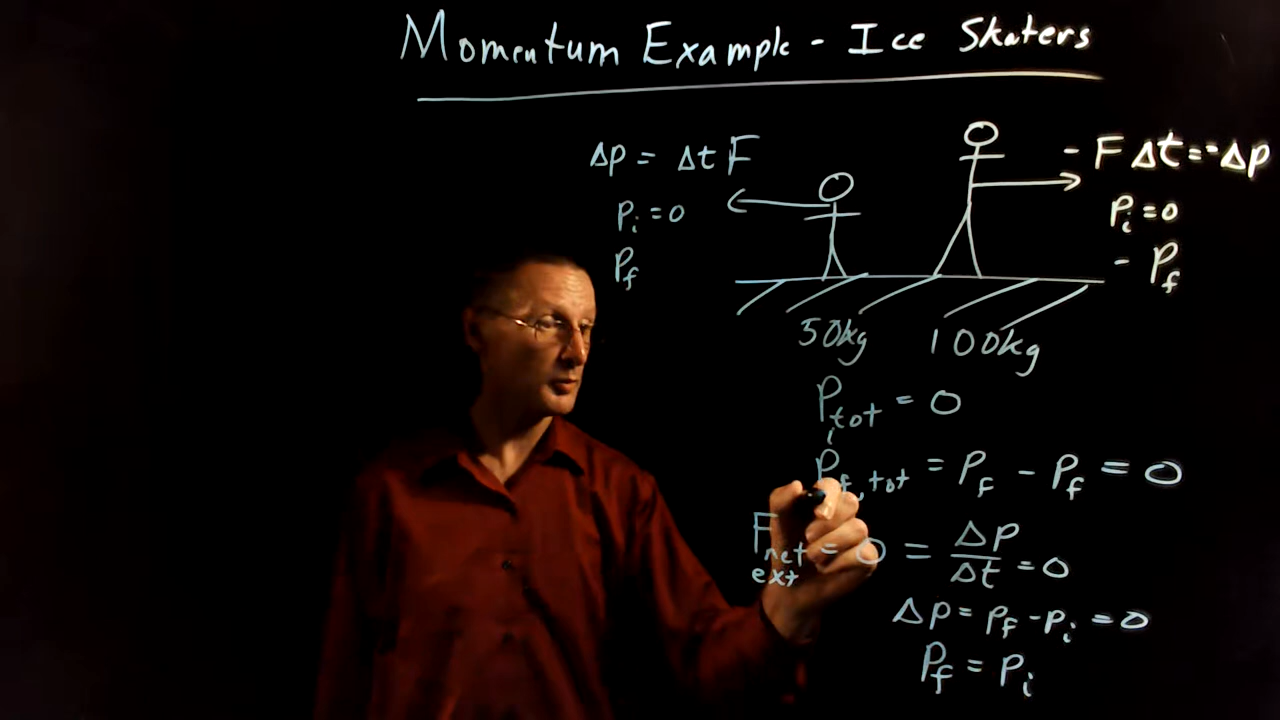 Momentum Example - Ice Skaters
Δp = Δt F
- F Δt = -Δp
Pi = 0
Pi = 0
Pf
- Pf
50kg
100kg
Ptot i = 0
Pf, tot = Pf - Pf = 0
Fnet ext = 0 = Δp/Δt = 0
Δp = Pf - Pi = 0
Pf = Pi